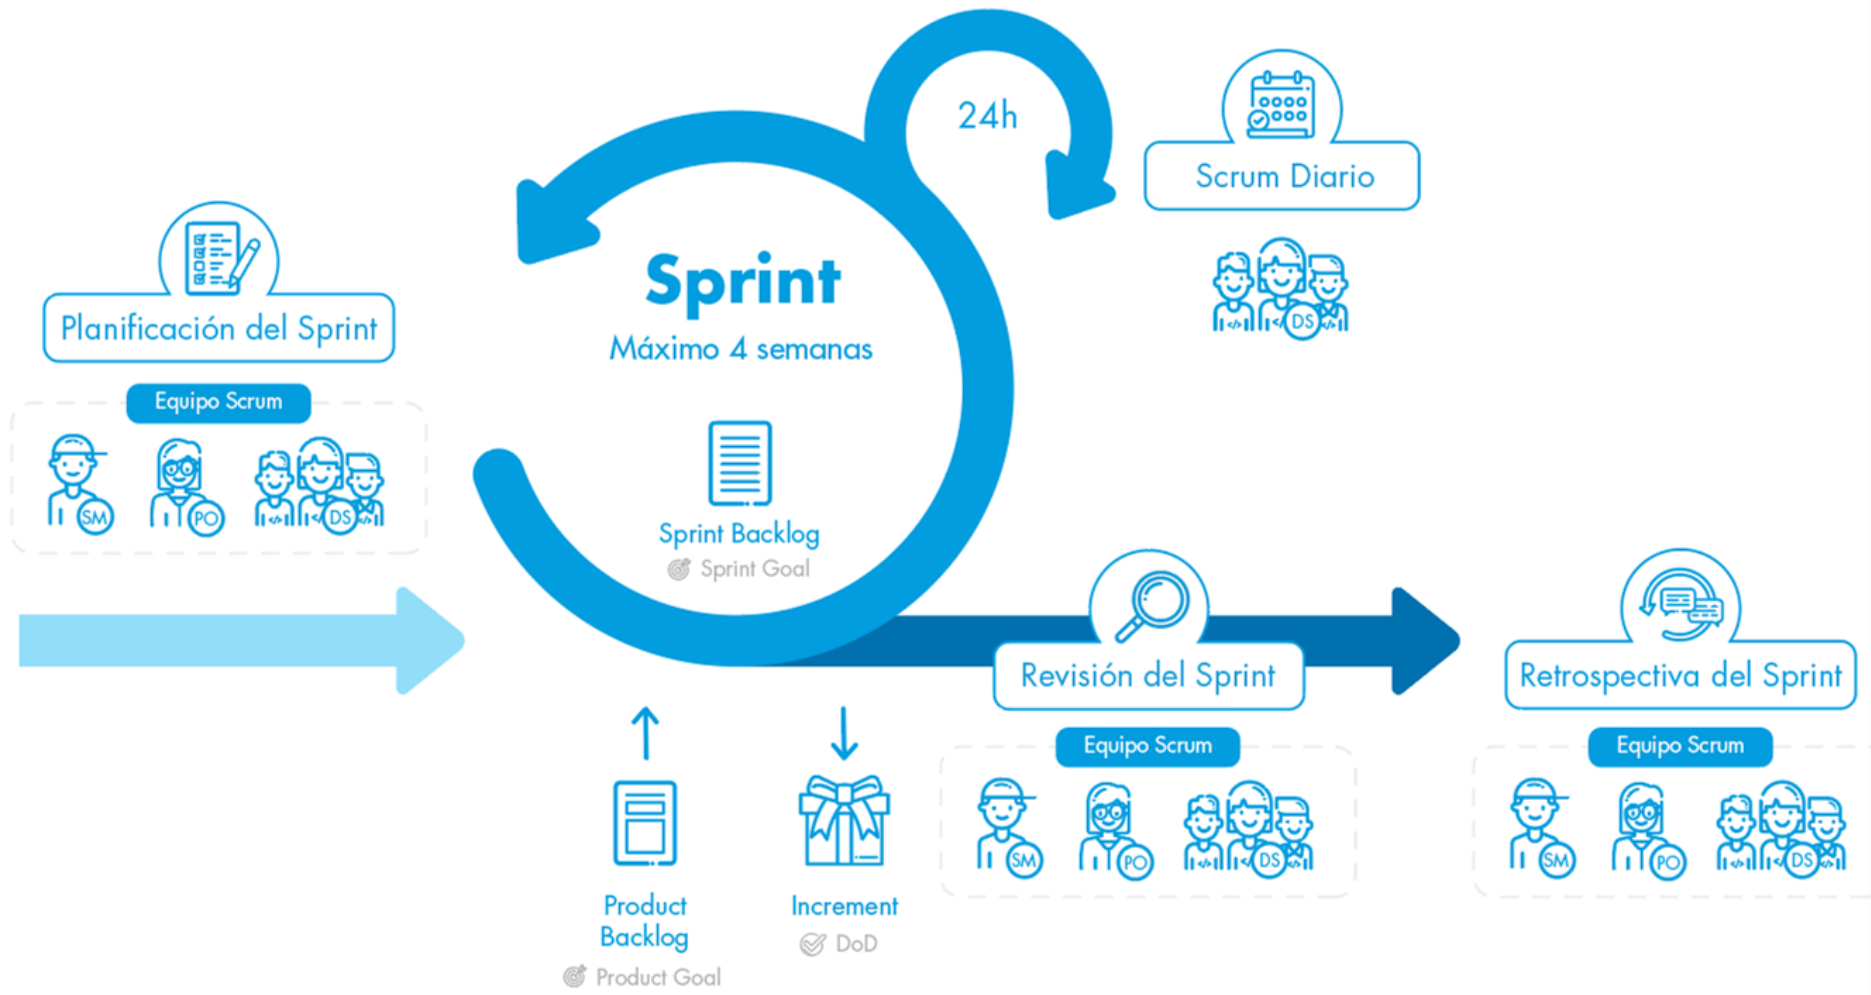 24h
Scrum Diario
DS
Sprint
Máximo 4 semanas
Planificación del Sprint
Equipo Scrum
SM
PO
DS
Sprint Backlog
Sprint Goal
Revisión del Sprint
Equipo Scrum
SM
PO
DS
Retrospectiva del Sprint
Equipo Scrum
SM
PO
DS
Product
Backlog
Product Goal
Increment
DoD